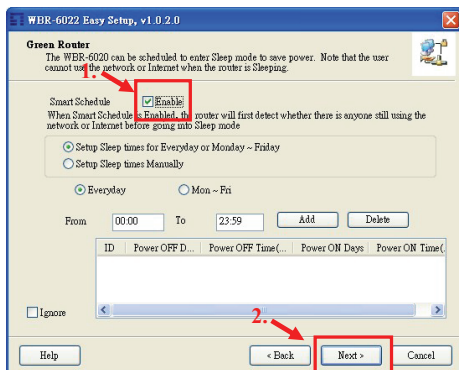 WBR-6022 Easy Setup, v1.0.2.0
Green Router
The WBR-6020 can be scheduled to enter Sleep mode to save power. Note that the user
cannot use the network or Internet when the router is Sleeping.
1.
Smart Schedule Enable
When Smart Schedule is Enabled, the router will first detect whether there is anyone still using the
network or Internet before going into Sleep mode
Setup Sleep times for Everyday or Monday ~ Friday
Setup Sleep times Manually
Everyday Mon ~ Fri
From 00:00 To 23:59 Add Delete
ID Power OFF D... Power OFF Time(... Power ON Days Power ON Time(.
Ignore
2.
Help < Back Next > Cancel